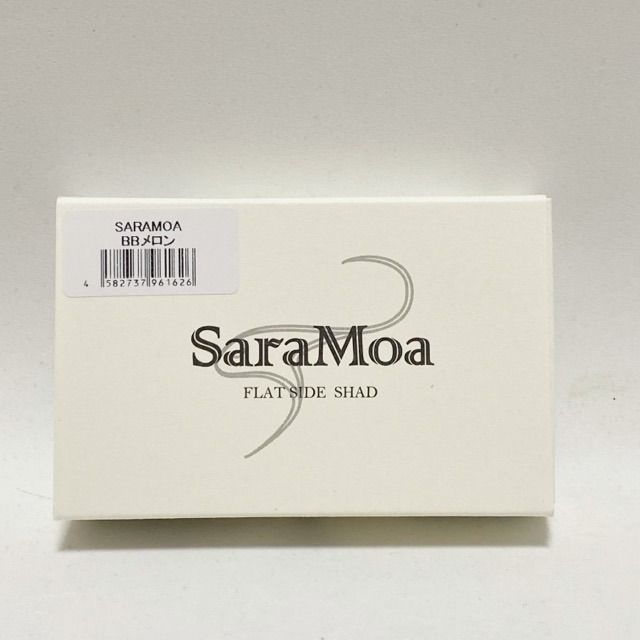 SARAMOA
BBメロン
4 582737 961626
SaraMoa
FLAT SIDE SHAD